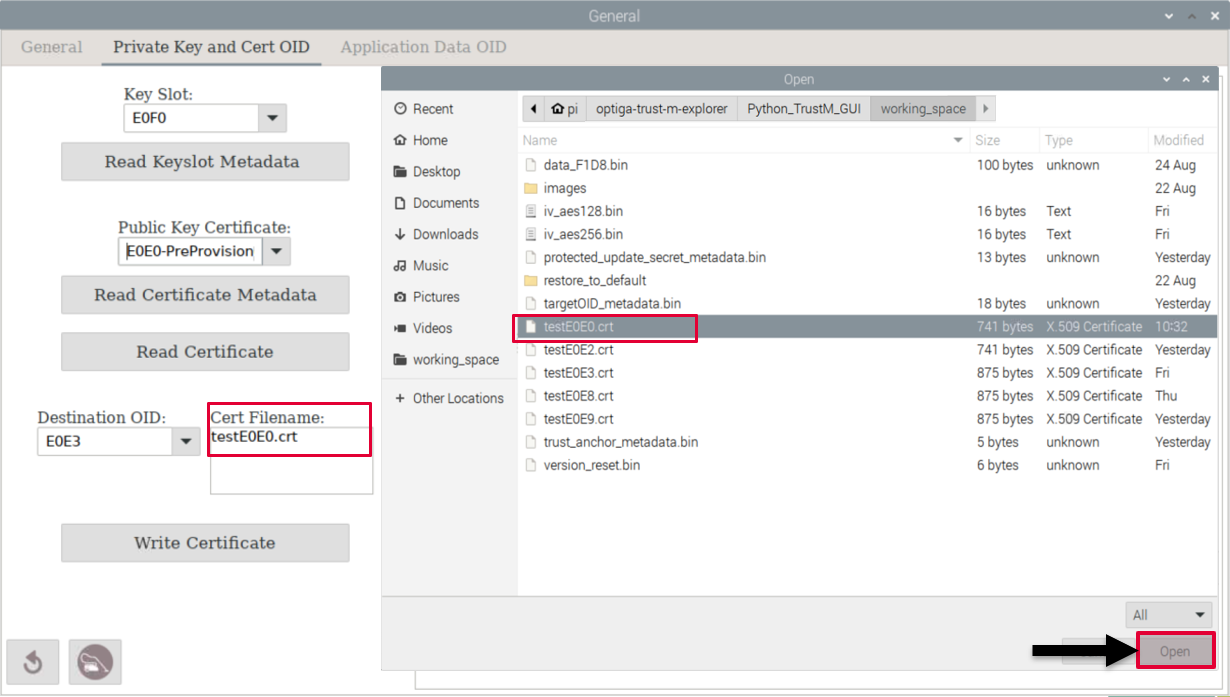 General
General Private Key and Cert OID Application Data OID
Key Slot:
E0F0
Read Keyslot Metadata
Public Key Certificate:
E0E0-PreProvision
Read Certificate Metadata
Read Certificate
Destination OID: Cert Filename:
E0E3 testE0E0.crt
Write Certificate
Open
Recent
Home
Desktop
Documents
Downloads
Music
Pictures
Videos
working_space
Other Locations
pi optiga-trust-m-explorer Python_TrustM_GUI working_space
Name Size Type Modified
data_F1D8.bin 100 bytes unknown 24 Aug
images 22 Aug
iv_aes128.bin 16 bytes Text Fri
iv_aes256.bin 16 bytes Text Fri
protected_update_secret_metadata.bin 13 bytes unknown Yesterday
restore_to_default 22 Aug
targetOID_metadata.bin 18 bytes unknown Yesterday
testE0E0.crt 741 bytes X.509 Certificate 10:32
testE0E2.crt 741 bytes X.509 Certificate Yesterday
testE0E3.crt 875 bytes X.509 Certificate Fri
testE0E8.crt 875 bytes X.509 Certificate Thu
testE0E9.crt 875 bytes X.509 Certificate Yesterday
trust_anchor_metadata.bin 5 bytes unknown Yesterday
version_reset.bin 6 bytes unknown Fri
All
Open